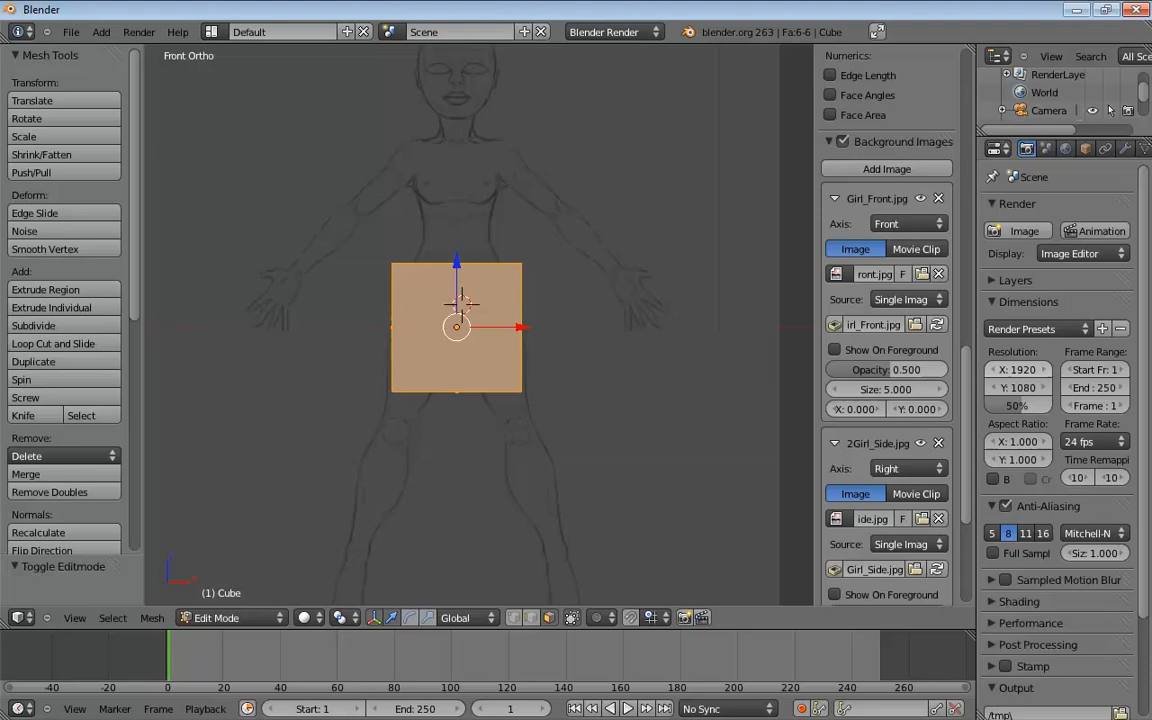 Blender
File
Add
Render
Help
Default
Scene
Blender Render
blender.org 263 | Fa:6-6 | Cube
Mesh Tools
Transform:
Translate
Rotate
Scale
Shrink/Fatten
Push/Pull
Deform:
Edge Slide
Noise
Smooth Vertex
Add:
Extrude Region
Extrude Individual
Subdivide
Loop Cut and Slide
Duplicate
Spin
Screw
Knife
Select
Remove:
Delete
Merge
Remove Doubles
Normals:
Recalculate
Flip Direction
Toggle Editmode
Front Ortho
(1) Cube
View
Select
Mesh
Edit Mode
Global
Numerics:
Edge Length
Face Angles
Face Area
Background Images
Add Image
Girl_Front.jpg
Axis:
Front
Image
Movie Clip
ront.jpg
F
Source:
Single Imag
irl_Front.jpg
Show On Foreground
Opacity: 0.500
Size: 5.000
X: 0.000
Y: 0.000
2Girl_Side.jpg
Axis:
Right
Image
Movie Clip
ide.jpg
F
Source:
Single Imag
Girl_Side.jpg
Show On Foreground
View
Search
All Sce
RenderLaye
World
Camera
Scene
Render
Image
Animation
Display:
Image Editor
Layers
Dimensions
Render Presets
Resolution:
Frame Range:
X: 1920
Start Fr: 1
Y: 1080
End : 250
50%
Frame : 1
Aspect Ratio:
Frame Rate:
X: 1.000
24 fps
Y: 1.000
Time Remappi
B
Cr
10
10
Anti-Aliasing
5
8
11
16
Mitchell-N
Full Sampl
Siz: 1.000
Sampled Motion Blur
Shading
Performance
Post Processing
Stamp
Output
/tmp\
-40 -20 0 20 40 60 80 100 120 140 160 180 200 220 240 260
View
Marker
Frame
Playback
Start: 1
End: 250
1
No Sync